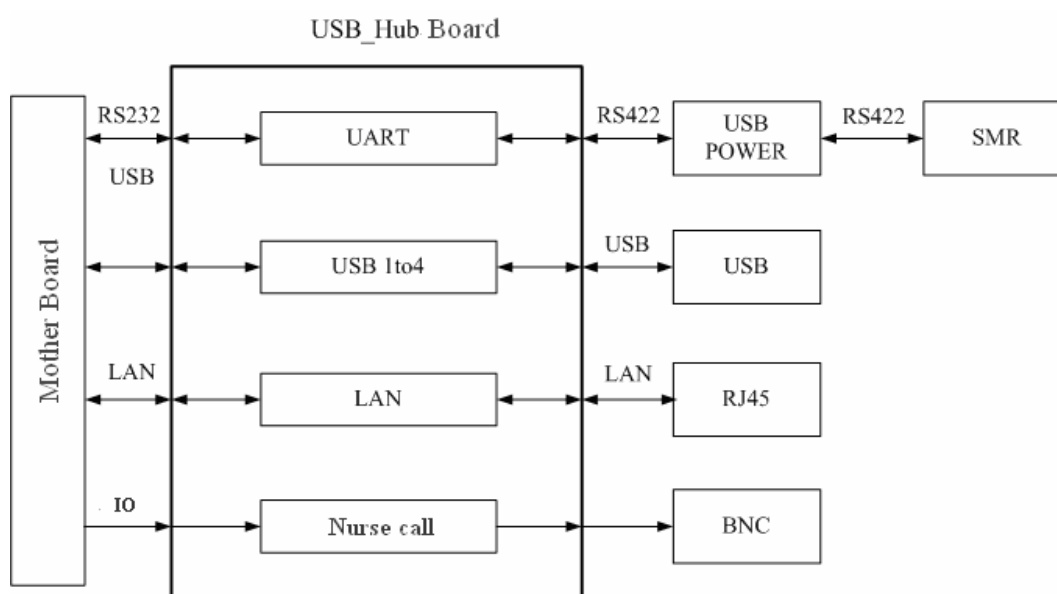 USB_Hub Board
RS232
UART
RS422
USB
POWER
RS422
SMR
USB
USB 1to4
USB
USB
Mother Board
LAN
LAN
LAN
RJ45
IO
Nurse call
BNC